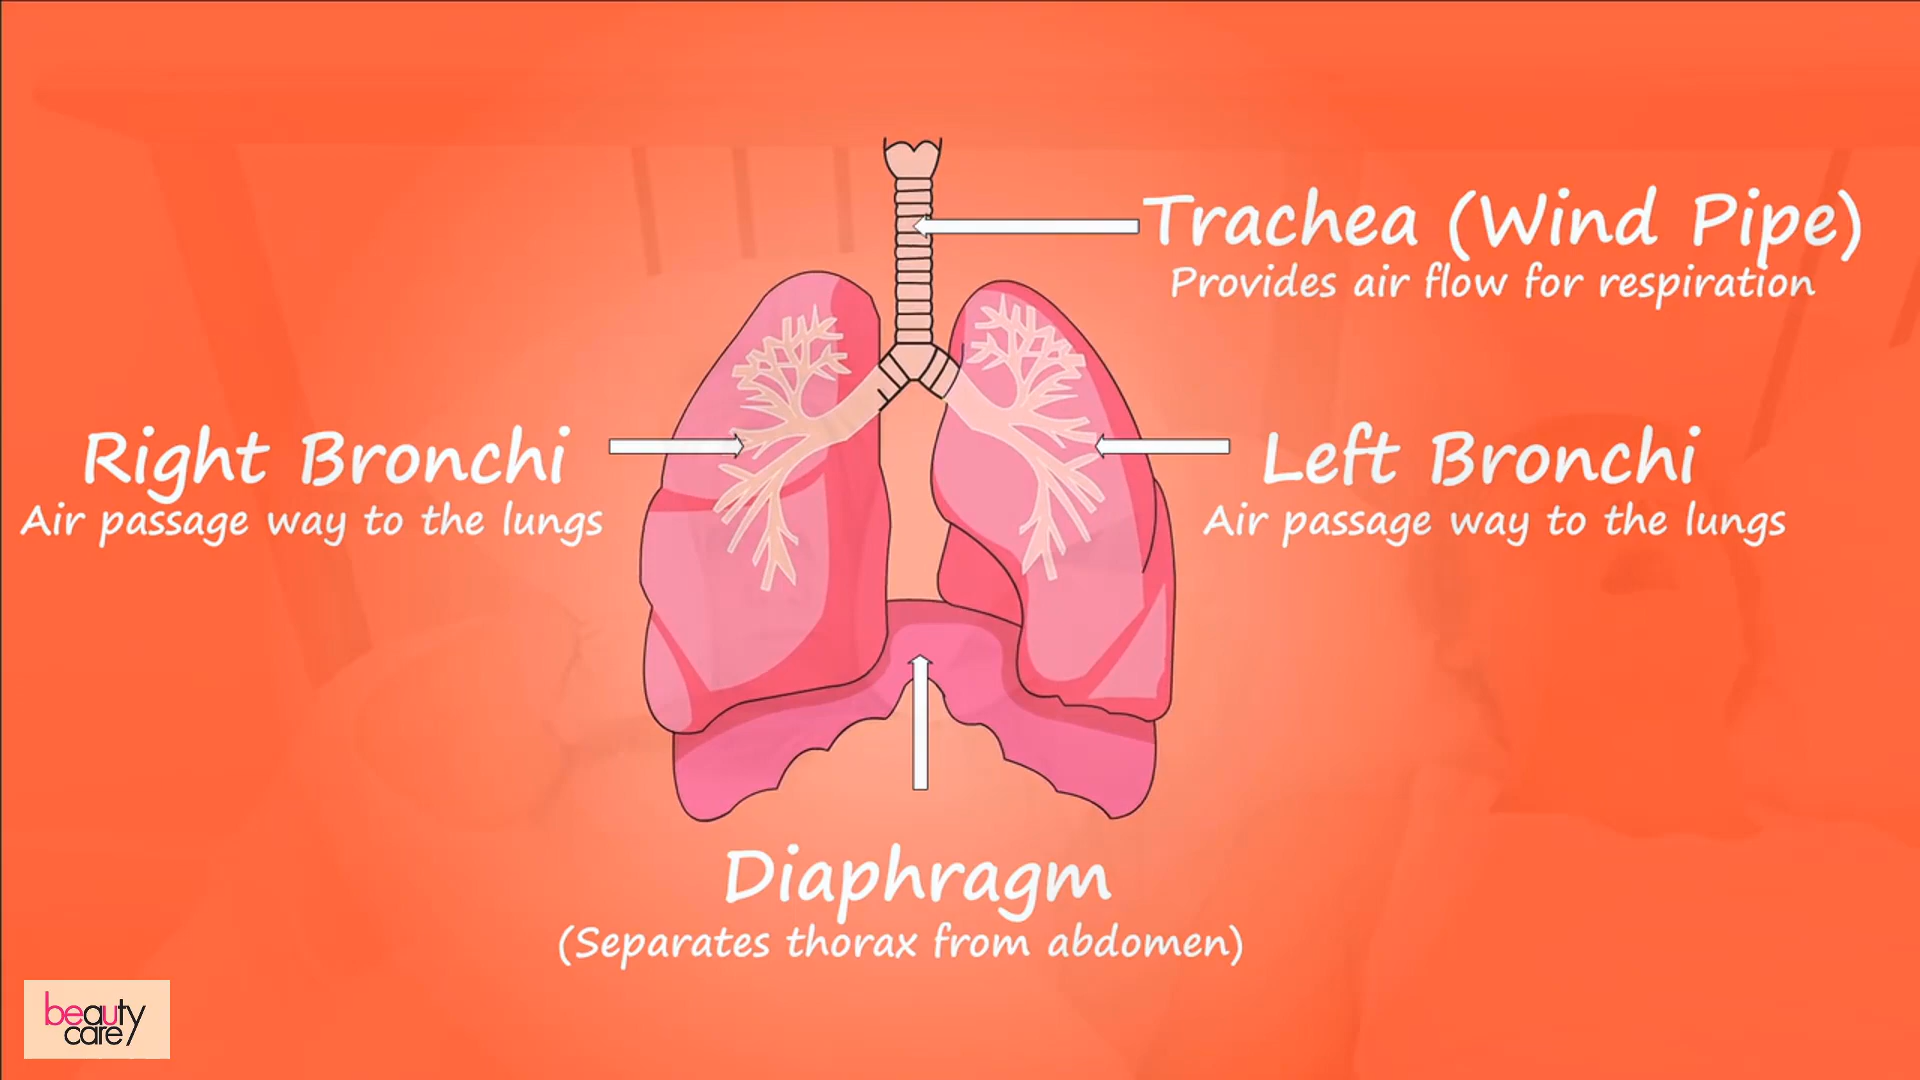 Trachea (Wind Pipe)
Provides air flow for respiration
Right Bronchi
Air passage way to the lungs
Left Bronchi
Air passage way to the lungs
Diaphragm
(Separates thorax from abdomen)
beauty
care